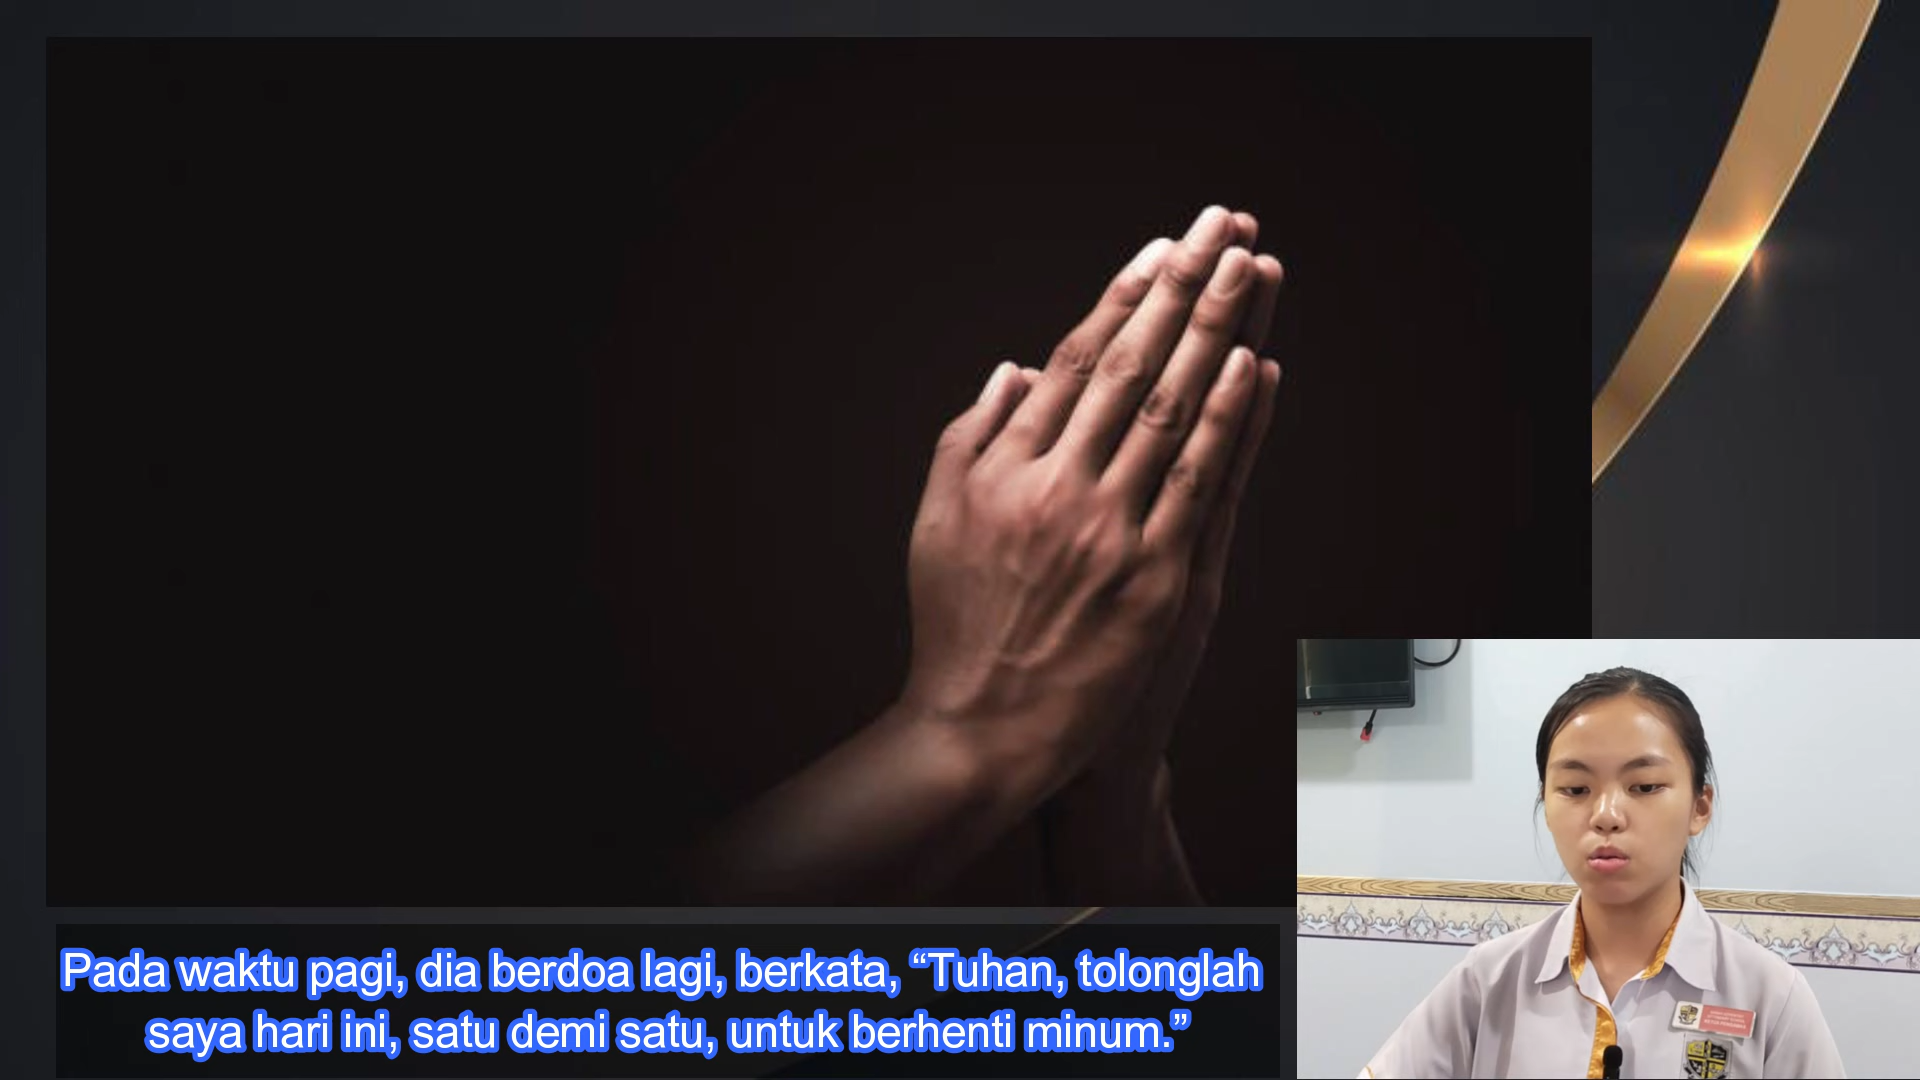 Pada waktu pagi, dia berdoa lagi, berkata, “Tuhan, tolonglah
saya hari ini, satu demi satu, untuk berhenti minum.”